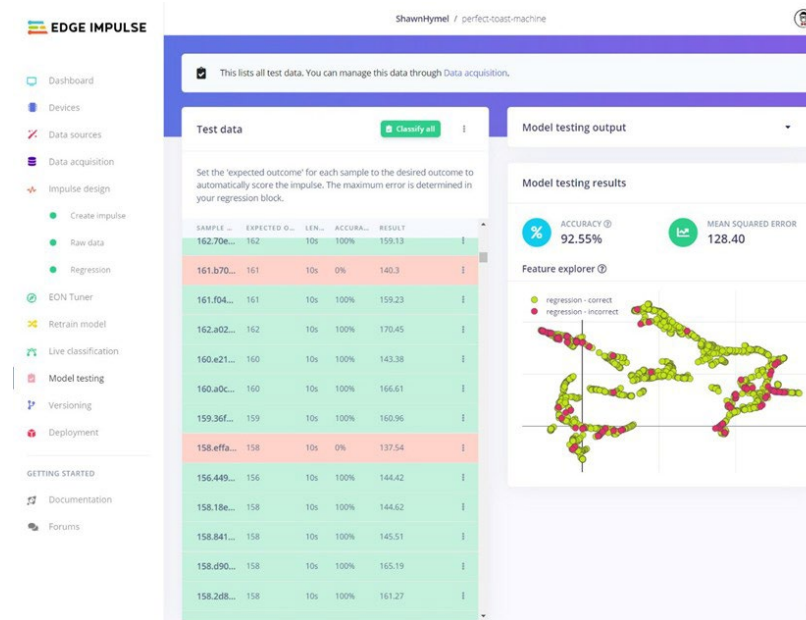 EDGE IMPULSE
ShawnHymel / perfect-toast-machine
Dashboard
Devices
Data sources
Data acquisition
Impulse design
Create impulse
Raw data
Regression
EON Tuner
Retrain model
Live classification
Model testing
Versioning
Deployment
GETTING STARTED
Documentation
Forums
This lists all test data. You can manage this data through Data acquisition.
Test data
Classify all
Set the 'expected outcome' for each sample to the desired outcome to
automatically score the impulse. The maximum error is determined in
your regression block.
SAMPLE ... EXPECTED O... LEN... ACCURA... RESULT
162.70e... 162 10s 100% 159.13
161.b70... 161 10s 0% 140.3
161.f04... 161 10s 100% 159.23
162.a02... 162 10s 100% 170.45
160.e21... 160 10s 100% 143.38
160.a0c... 160 10s 100% 166.61
159.36f... 159 10s 100% 160.96
158.effa... 158 10s 0% 137.54
156.449... 156 10s 100% 144.42
158.18e... 158 10s 100% 144.62
158.841... 158 10s 100% 145.51
158.d90... 158 10s 100% 165.19
158.2d8... 158 10s 100% 161.27
Model testing output
Model testing results
%
ACCURACY
92.55%
MEAN SQUARED ERROR
128.40
Feature explorer
regression - correct
regression - incorrect